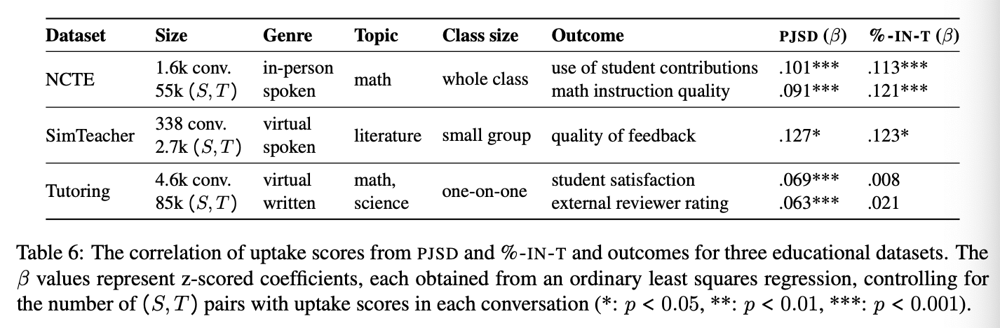 Dataset Size Genre Topic Class size Outcome PJSD (β) %-IN-T (β)
NCTE 1.6k conv. in-person math whole class use of student contributions .101*** .113***
55k (S, T) spoken math instruction quality .091*** .121***
SimTeacher 338 conv. virtual literature small group quality of feedback .127* .123*
2.7k (S, T) spoken
Tutoring 4.6k conv. virtual math, one-on-one student satisfaction .069*** .008
85k (S, T) written science external reviewer rating .063*** .021
Table 6: The correlation of uptake scores from PJSD and %-IN-T and outcomes for three educational datasets. The
β values represent z-scored coefficients, each obtained from an ordinary least squares regression, controlling for
the number of (S, T) pairs with uptake scores in each conversation (*: p < 0.05, **: p < 0.01, ***: p < 0.001).